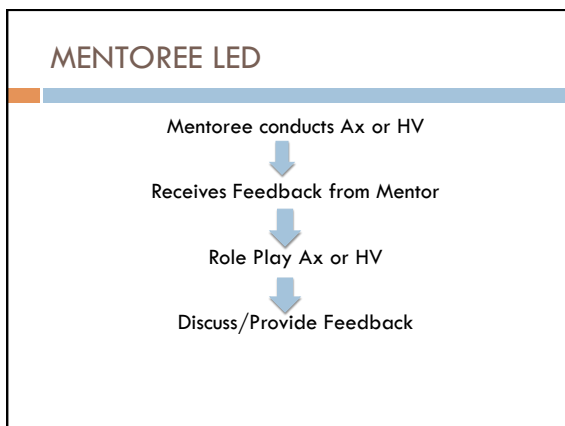 MENTOREE LED
Mentoree conducts Ax or HV
Receives Feedback from Mentor
Role Play Ax or HV
Discuss/Provide Feedback